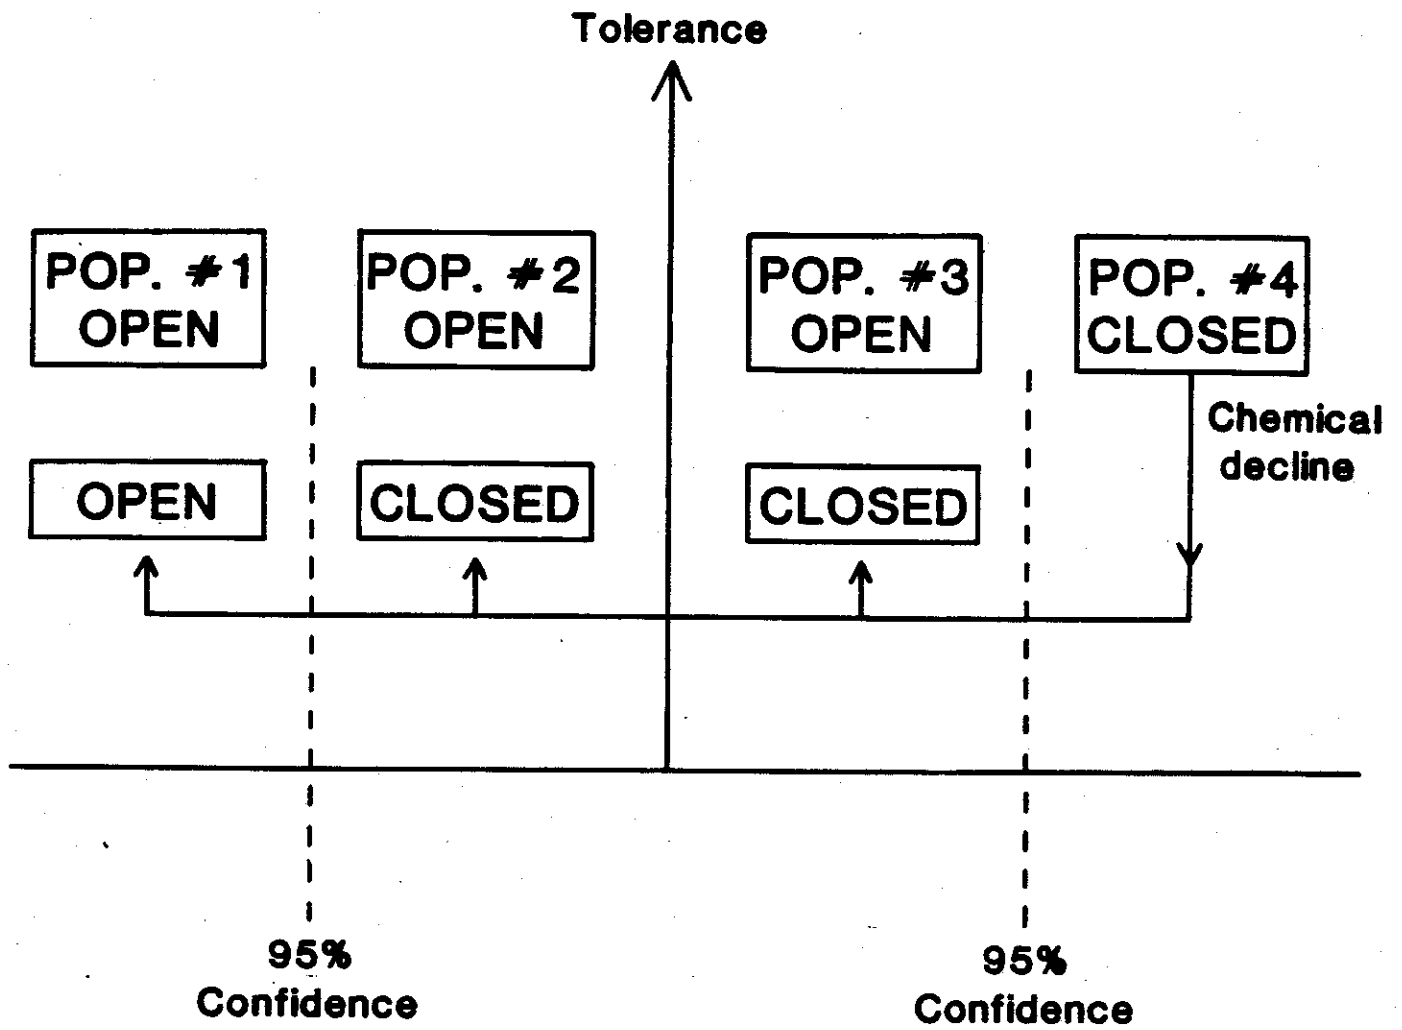 Tolerance
POP. #1
OPEN
POP. #2
OPEN
POP. #3
OPEN
POP. #4
CLOSED
Chemical
decline
OPEN
CLOSED
CLOSED
95%
Confidence
95%
Confidence